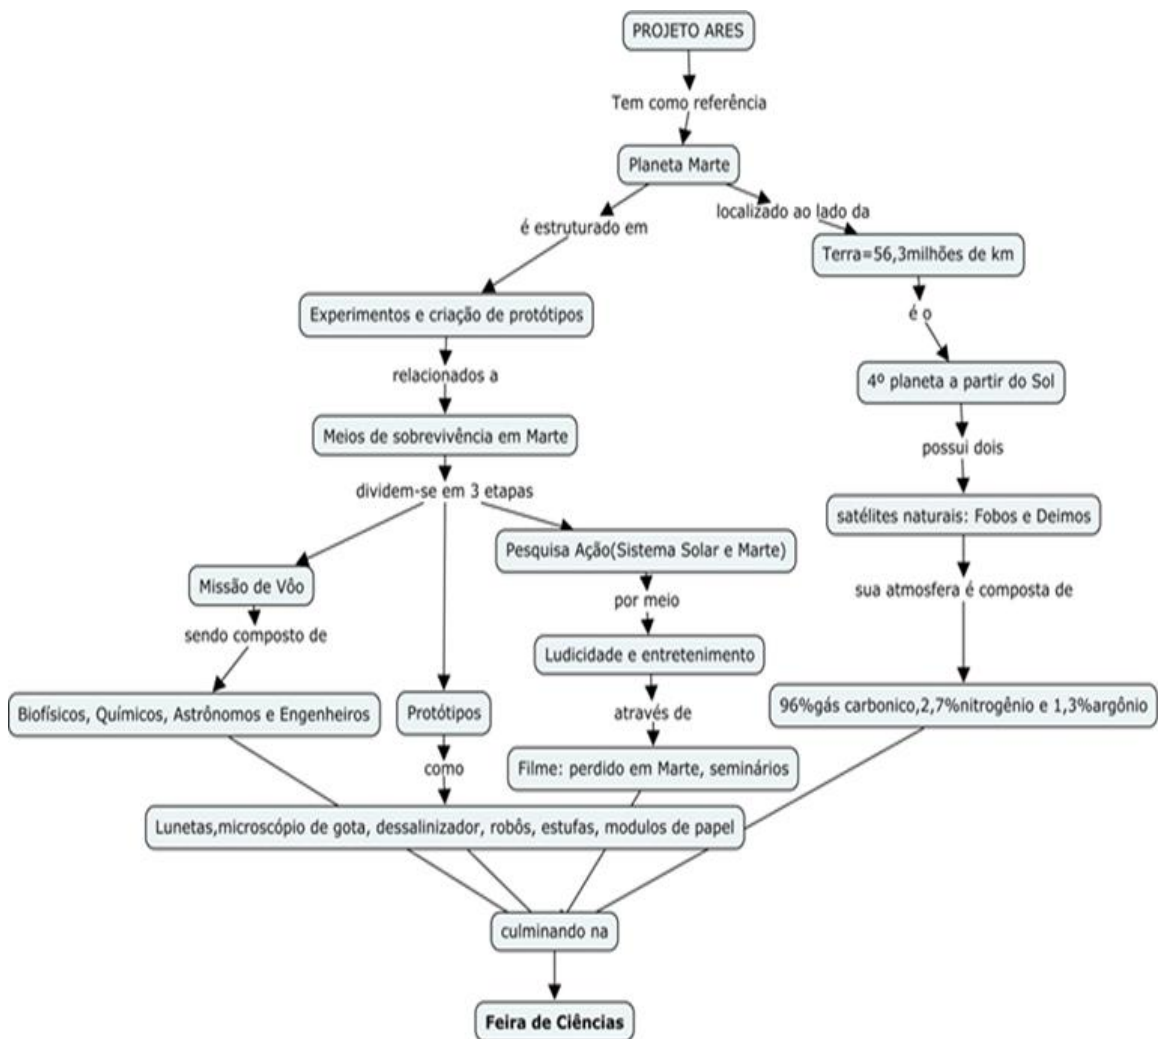 PROJETO ARES
Tem como referência
Planeta Marte
é estruturado em
localizado ao lado da
Terra=56,3milhões de km
Experimentos e criação de protótipos
é o
relacionados a
4º planeta a partir do Sol
Meios de sobrevivência em Marte
possui dois
dividem-se em 3 etapas
satélites naturais: Fobos e Deimos
Pesquisa Ação(Sistema Solar e Marte)
Missão de Vôo
por meio
sua atmosfera é composta de
sendo composto de
Ludicidade e entretenimento
Biofísicos, Químicos, Astrônomos e Engenheiros
Protótipos
através de
96%gás carbonico,2,7%nitrogênio e 1,3%argônio
como
Filme: perdido em Marte, seminários
Lunetas,microscópio de gota, dessalinizador, robôs, estufas, modulos de papel
culminando na
Feira de Ciências